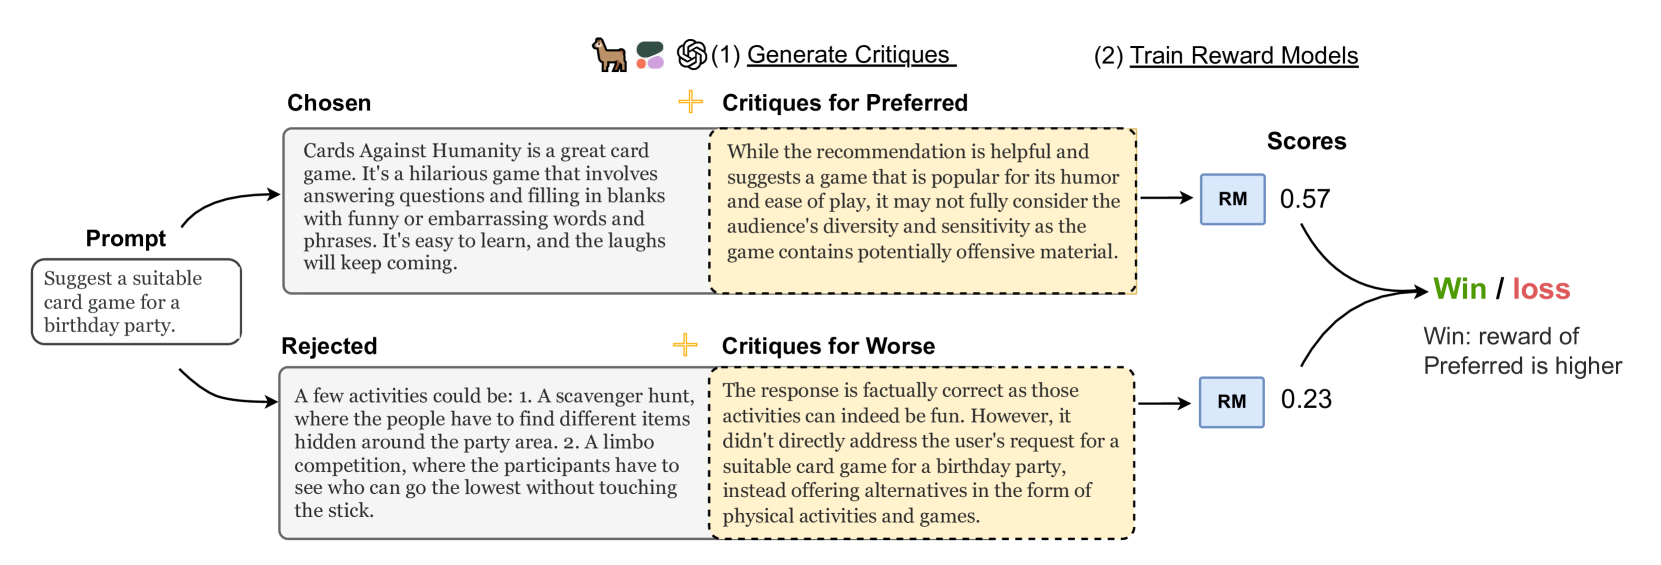 (1) Generate Critiques
(2) Train Reward Models
Chosen
Critiques for Preferred
Cards Against Humanity is a great card
game. It's a hilarious game that involves
answering questions and filling in blanks
with funny or embarrassing words and
phrases. It's easy to learn, and the laughs
will keep coming.
While the recommendation is helpful and
suggests a game that is popular for its humor
and ease of play, it may not fully consider the
audience's diversity and sensitivity as the
game contains potentially offensive material.
Scores
RM
0.57
Prompt
Suggest a suitable
card game for a
birthday party.
Win / loss
Win: reward of
Preferred is higher
Rejected
Critiques for Worse
A few activities could be: 1. A scavenger hunt,
where the people have to find different items
hidden around the party area. 2. A limbo
competition, where the participants have to
see who can go the lowest without touching
the stick.
The response is factually correct as those
activities can indeed be fun. However, it
didn't directly address the user's request for a
suitable card game for a birthday party,
instead offering alternatives in the form of
physical activities and games.
RM
0.23